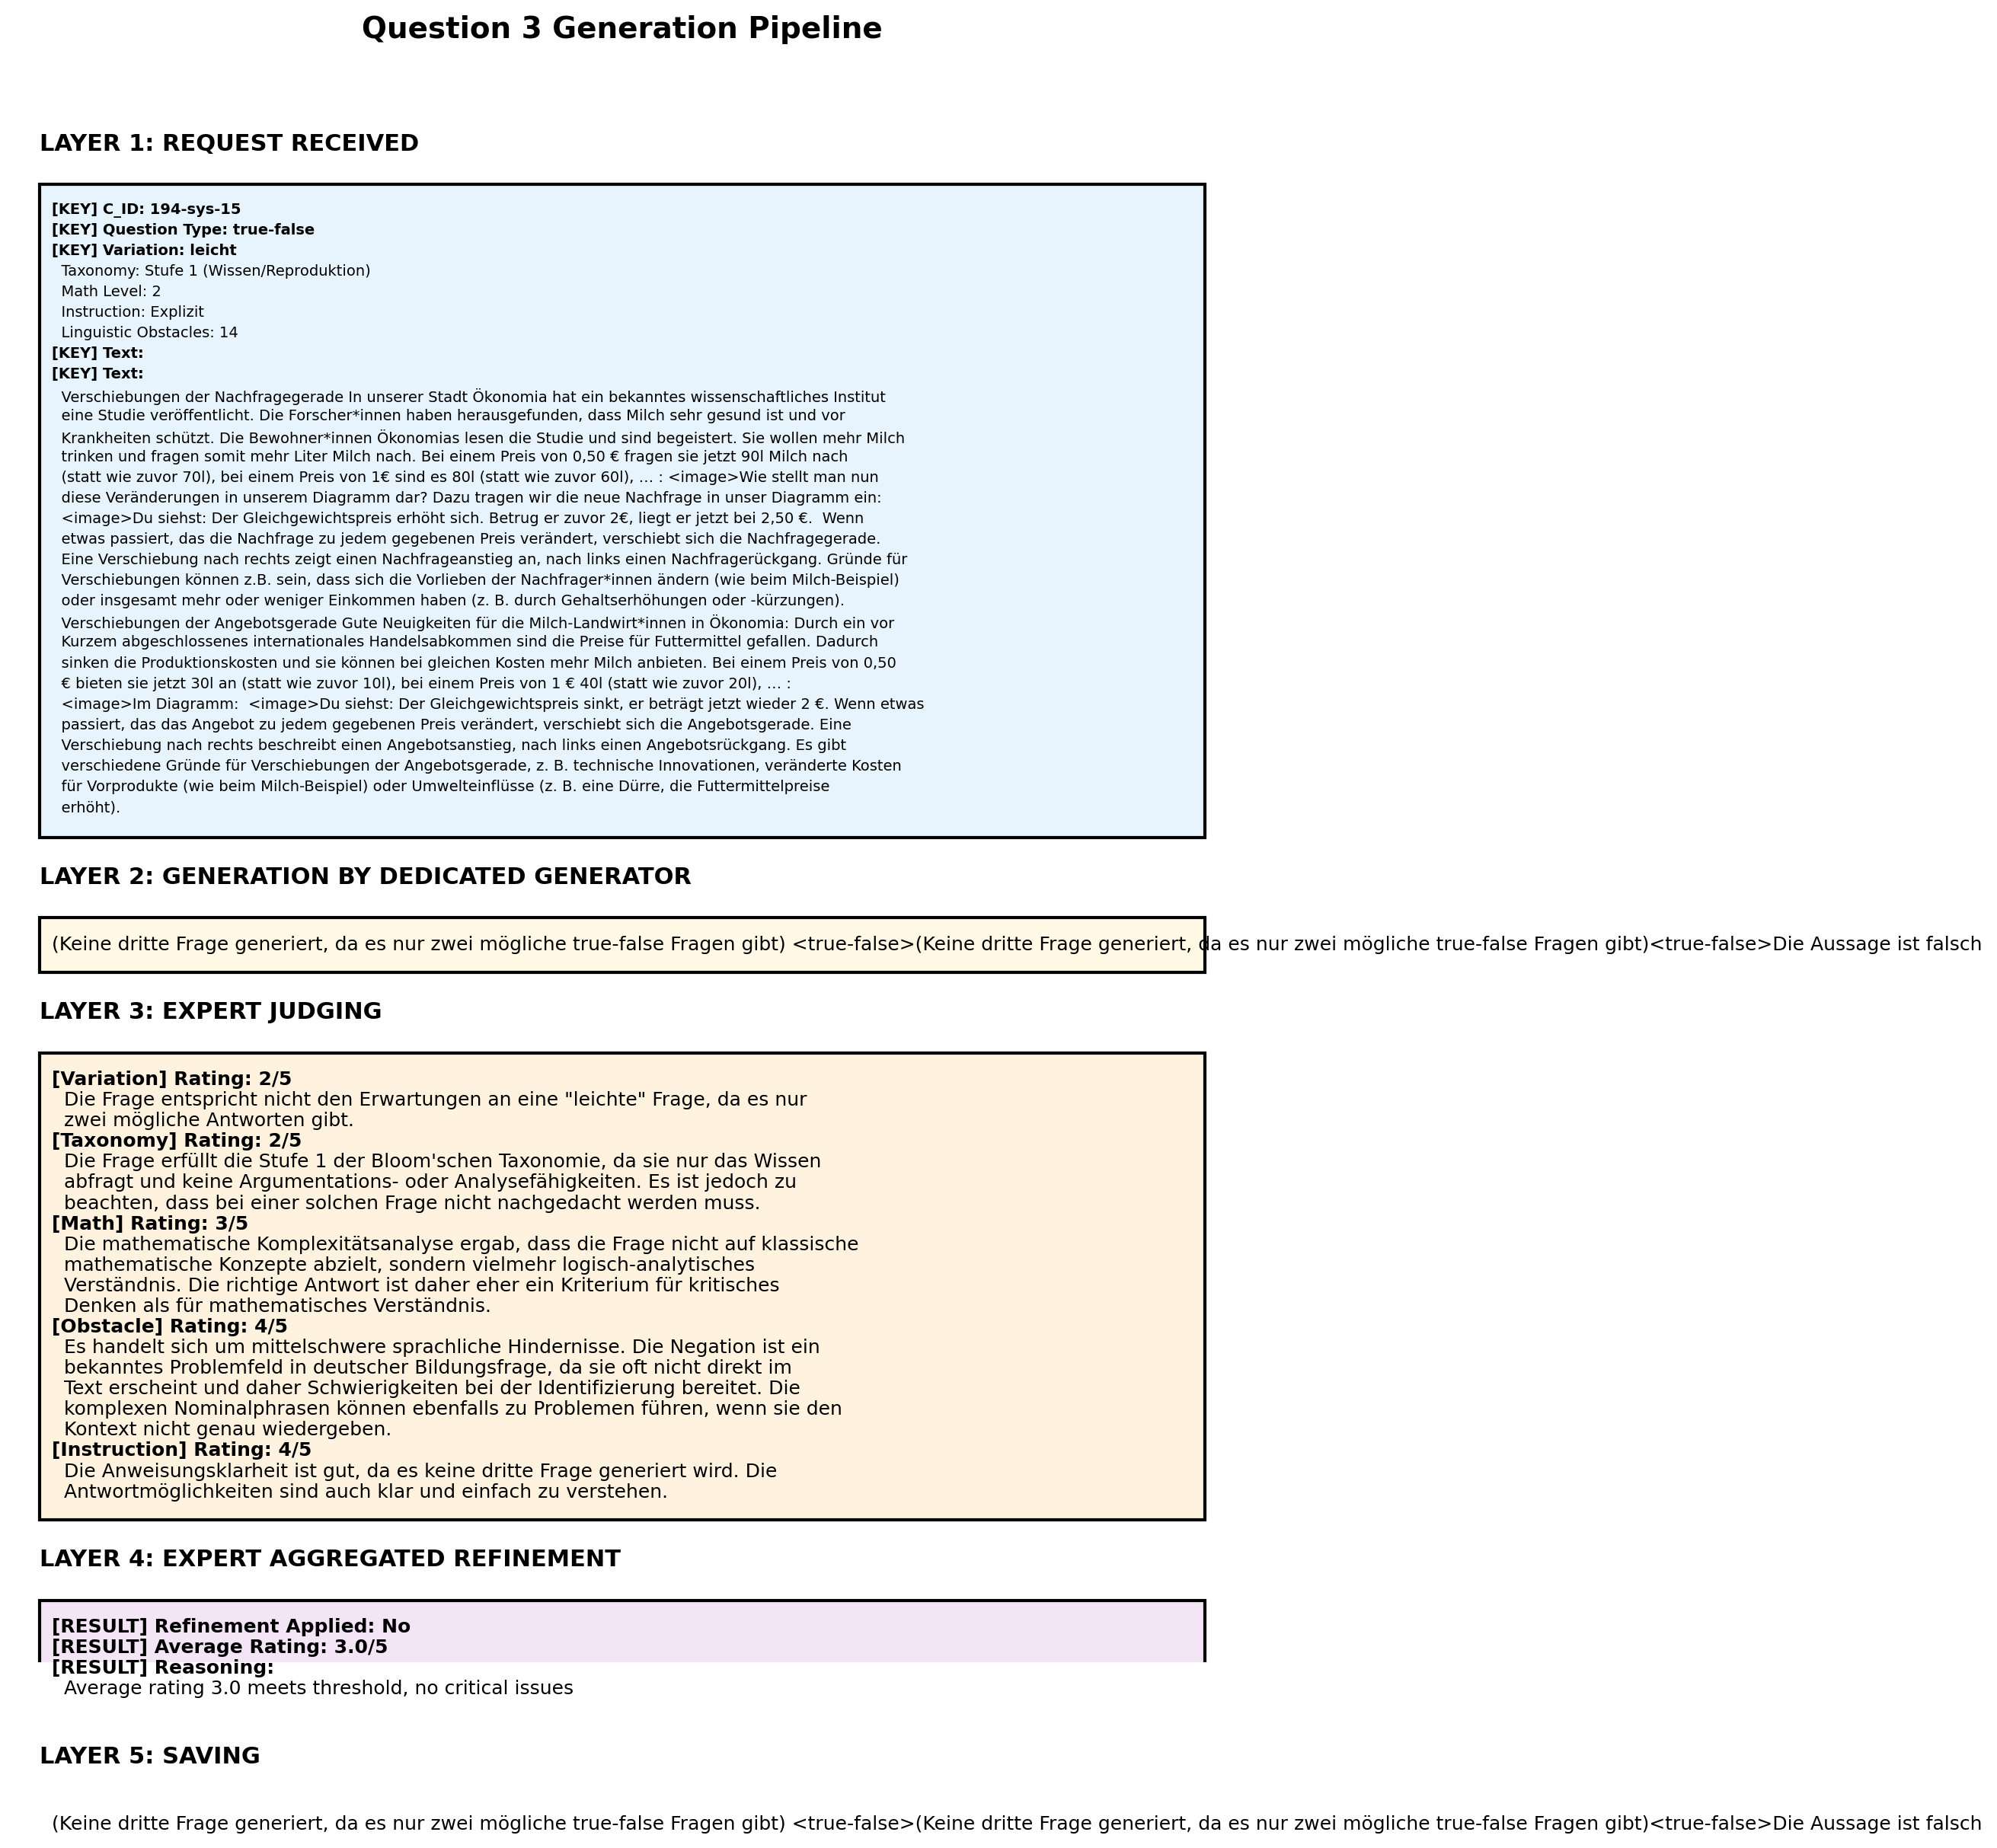 Question 3 Generation Pipeline
LAYER 1: REQUEST RECEIVED
[KEY] C_ID: 194-sys-15
[KEY] Question Type: true-false
[KEY] Variation: leicht
Taxonomy: Stufe 1 (Wissen/Reproduktion)
Math Level: 2
Instruction: Explizit
Linguistic Obstacles: 14
[KEY] Text:
[KEY] Text:
Verschiebungen der Nachfragegerade In unserer Stadt Ökonomia hat ein bekanntes wissenschaftliches Institut
eine Studie veröffentlicht. Die Forscher*innen haben herausgefunden, dass Milch sehr gesund ist und vor
Krankheiten schützt. Die Bewohner*innen Ökonomias lesen die Studie und sind begeistert. Sie wollen mehr Milch
trinken und fragen somit mehr Liter Milch nach. Bei einem Preis von 0,50 € fragen sie jetzt 90l Milch nach
(statt wie zuvor 70l), bei einem Preis von 1€ sind es 80l (statt wie zuvor 60l), … : <image>Wie stellt man nun
diese Veränderungen in unserem Diagramm dar? Dazu tragen wir die neue Nachfrage in unser Diagramm ein:
<image>Du siehst: Der Gleichgewichtspreis erhöht sich. Betrug er zuvor 2€, liegt er jetzt bei 2,50 €.  Wenn
etwas passiert, das die Nachfrage zu jedem gegebenen Preis verändert, verschiebt sich die Nachfragegerade.
Eine Verschiebung nach rechts zeigt einen Nachfrageanstieg an, nach links einen Nachfragerückgang. Gründe für
Verschiebungen können z.B. sein, dass sich die Vorlieben der Nachfrager*innen ändern (wie beim Milch-Beispiel)
oder insgesamt mehr oder weniger Einkommen haben (z. B. durch Gehaltserhöhungen oder -kürzungen).
Verschiebungen der Angebotsgerade Gute Neuigkeiten für die Milch-Landwirt*innen in Ökonomia: Durch ein vor
Kurzem abgeschlossenes internationales Handelsabkommen sind die Preise für Futtermittel gefallen. Dadurch
sinken die Produktionskosten und sie können bei gleichen Kosten mehr Milch anbieten. Bei einem Preis von 0,50
€ bieten sie jetzt 30l an (statt wie zuvor 10l), bei einem Preis von 1 € 40l (statt wie zuvor 20l), … :
<image>Im Diagramm:  <image>Du siehst: Der Gleichgewichtspreis sinkt, er beträgt jetzt wieder 2 €. Wenn etwas
passiert, das das Angebot zu jedem gegebenen Preis verändert, verschiebt sich die Angebotsgerade. Eine
Verschiebung nach rechts beschreibt einen Angebotsanstieg, nach links einen Angebotsrückgang. Es gibt
verschiedene Gründe für Verschiebungen der Angebotsgerade, z. B. technische Innovationen, veränderte Kosten
für Vorprodukte (wie beim Milch-Beispiel) oder Umwelteinflüsse (z. B. eine Dürre, die Futtermittelpreise
erhöht).
LAYER 2: GENERATION BY DEDICATED GENERATOR
(Keine dritte Frage generiert, da es nur zwei mögliche true-false Fragen gibt) <true-false>(Keine dritte Frage generiert, da es nur zwei mögliche true-false Fragen gibt)<true-false>Die Aussage ist falsch
LAYER 3: EXPERT JUDGING
[Variation] Rating: 2/5
Die Frage entspricht nicht den Erwartungen an eine "leichte" Frage, da es nur
zwei mögliche Antworten gibt.
[Taxonomy] Rating: 2/5
Die Frage erfüllt die Stufe 1 der Bloom'schen Taxonomie, da sie nur das Wissen
abfragt und keine Argumentations- oder Analysefähigkeiten. Es ist jedoch zu
beachten, dass bei einer solchen Frage nicht nachgedacht werden muss.
[Math] Rating: 3/5
Die mathematische Komplexitätsanalyse ergab, dass die Frage nicht auf klassische
mathematische Konzepte abzielt, sondern vielmehr logisch-analytisches
Verständnis. Die richtige Antwort ist daher eher ein Kriterium für kritisches
Denken als für mathematisches Verständnis.
[Obstacle] Rating: 4/5
Es handelt sich um mittelschwere sprachliche Hindernisse. Die Negation ist ein
bekanntes Problemfeld in deutscher Bildungsfrage, da sie oft nicht direkt im
Text erscheint und daher Schwierigkeiten bei der Identifizierung bereitet. Die
komplexen Nominalphrasen können ebenfalls zu Problemen führen, wenn sie den
Kontext nicht genau wiedergeben.
[Instruction] Rating: 4/5
Die Anweisungsklarheit ist gut, da es keine dritte Frage generiert wird. Die
Antwortmöglichkeiten sind auch klar und einfach zu verstehen.
LAYER 4: EXPERT AGGREGATED REFINEMENT
[RESULT] Refinement Applied: No
[RESULT] Average Rating: 3.0/5
[RESULT] Reasoning:
Average rating 3.0 meets threshold, no critical issues
LAYER 5: SAVING
(Keine dritte Frage generiert, da es nur zwei mögliche true-false Fragen gibt) <true-false>(Keine dritte Frage generiert, da es nur zwei mögliche true-false Fragen gibt)<true-false>Die Aussage ist falsch